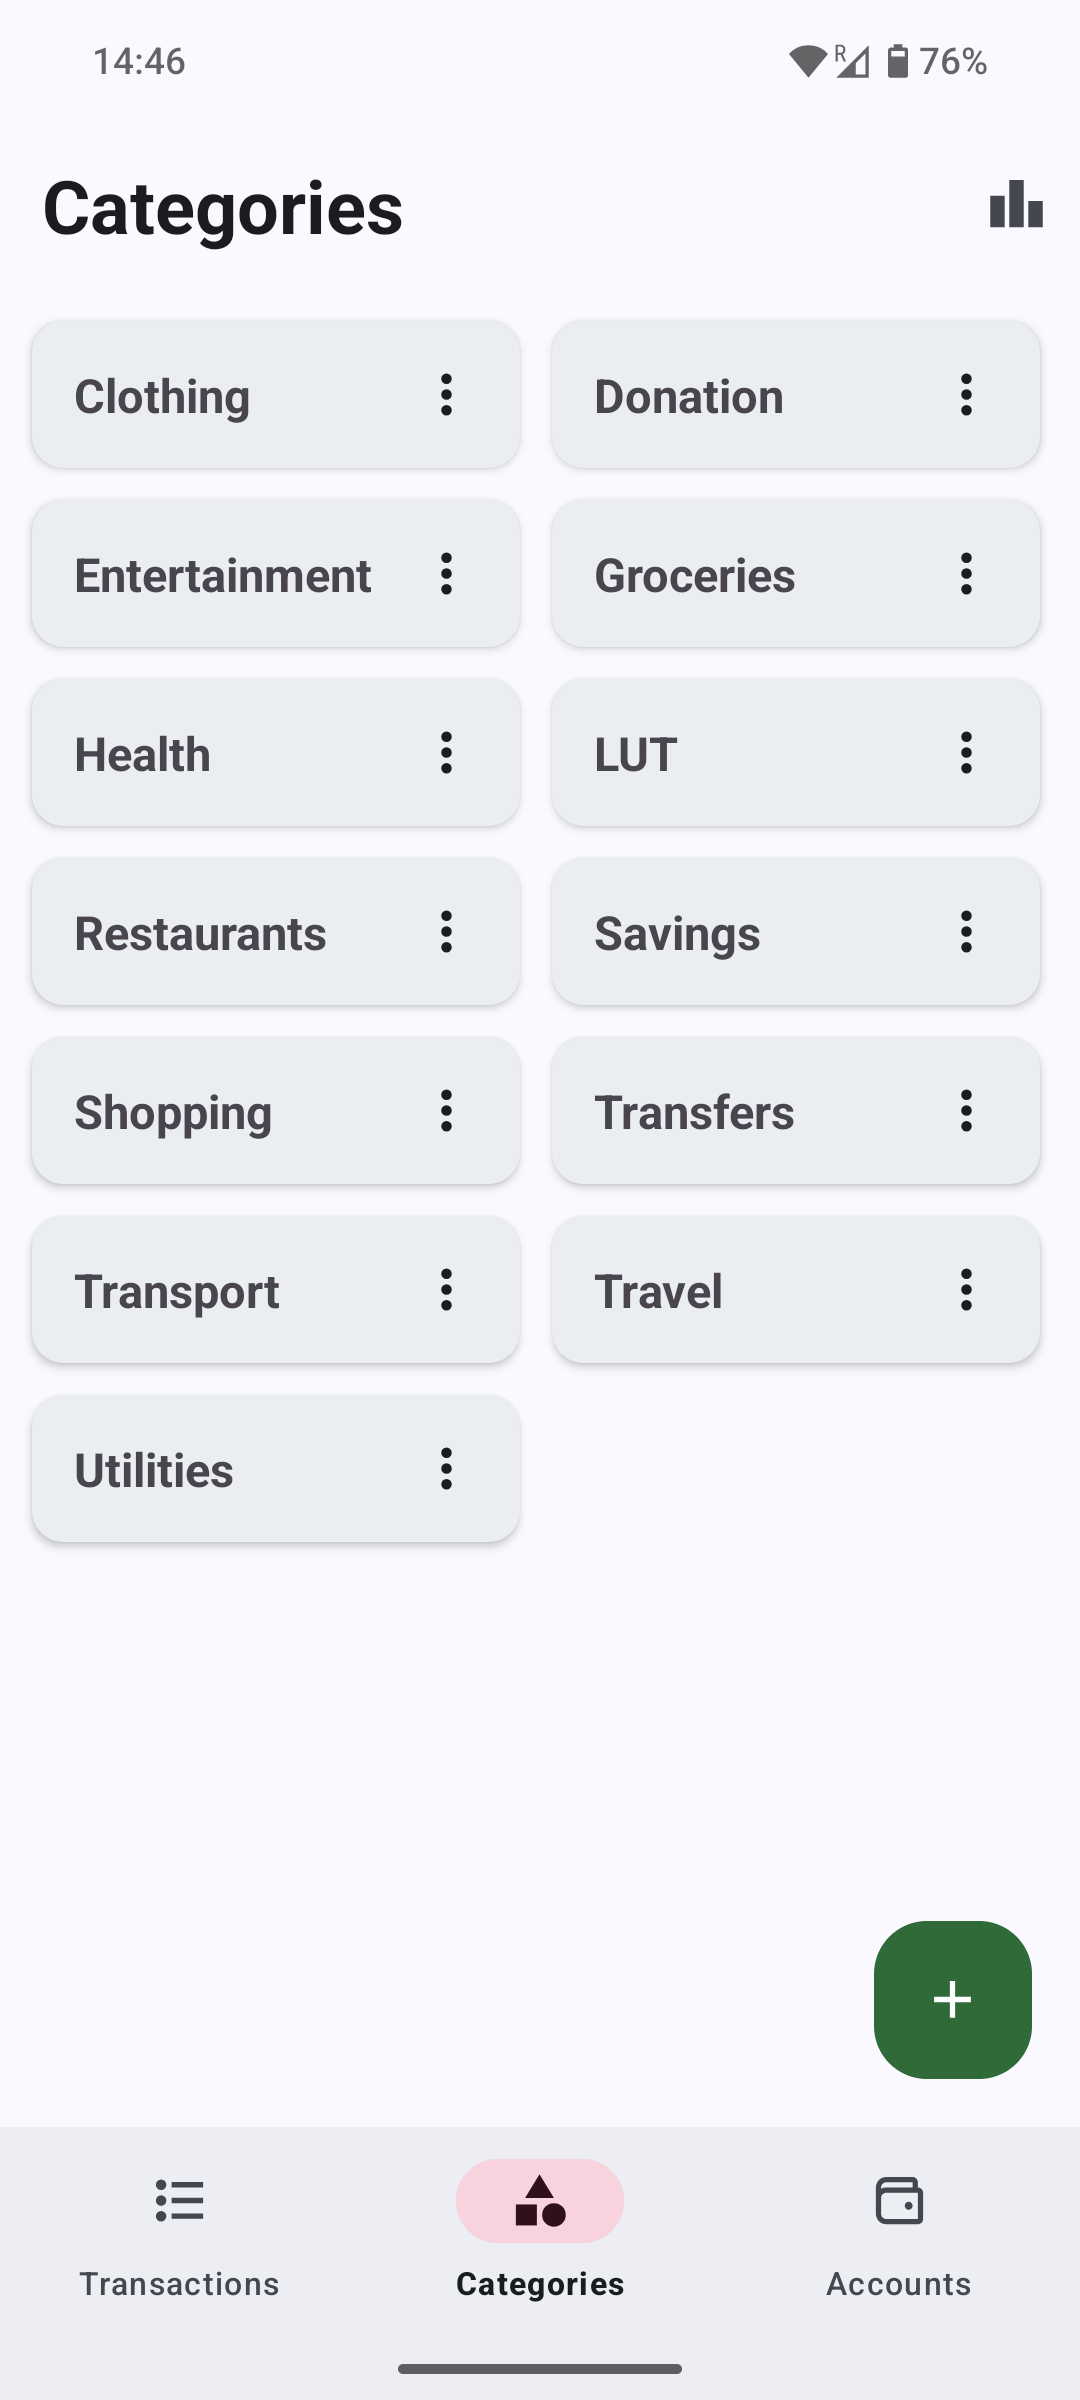 14:46
R
76%
Categories
Clothing
Donation
Entertainment
Groceries
Health
LUT
Restaurants
Savings
Shopping
Transfers
Transport
Travel
Utilities
Transactions
Categories
Accounts